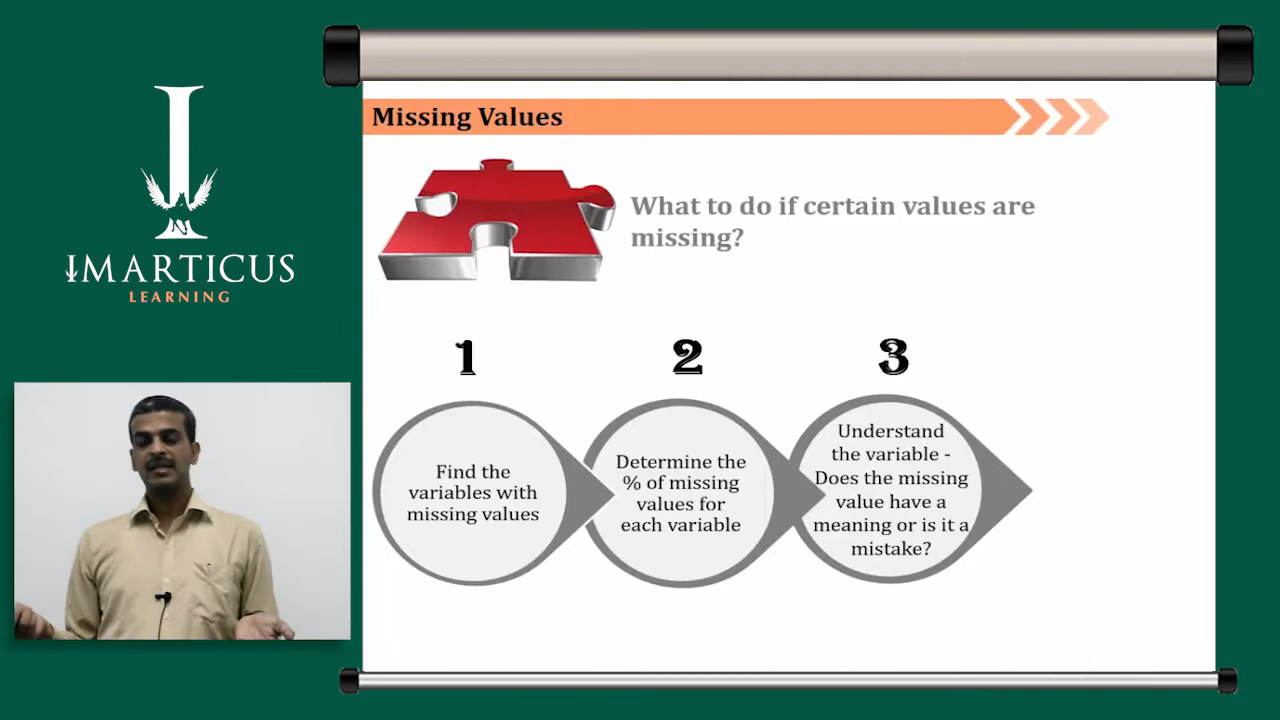 IMARTICUS
LEARNING
Missing Values
What to do if certain values are
missing?
1
2
3
Find the
variables with
missing values
Determine the
% of missing
values for
each variable
Understand
the variable -
Does the missing
value have a
meaning or is it a
mistake?